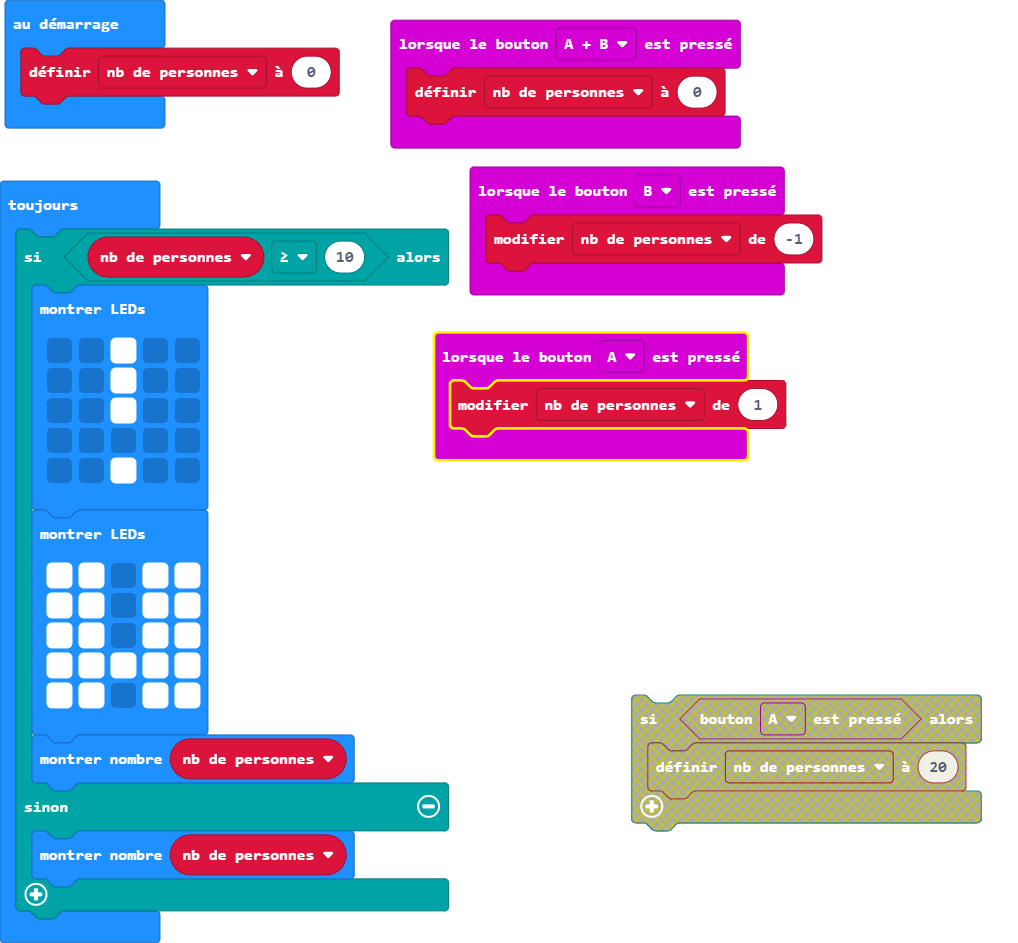 au démarrage
définir nb de personnes à 0
lorsque le bouton A + B est pressé
définir nb de personnes à 0
lorsque le bouton B est pressé
modifier nb de personnes de -1
toujours
si nb de personnes ≥ 10 alors
montrer LEDs
lorsque le bouton A est pressé
modifier nb de personnes de 1
montrer LEDs
montrer nombre nb de personnes
sinon
montrer nombre nb de personnes
si bouton A est pressé alors
définir nb de personnes à 20